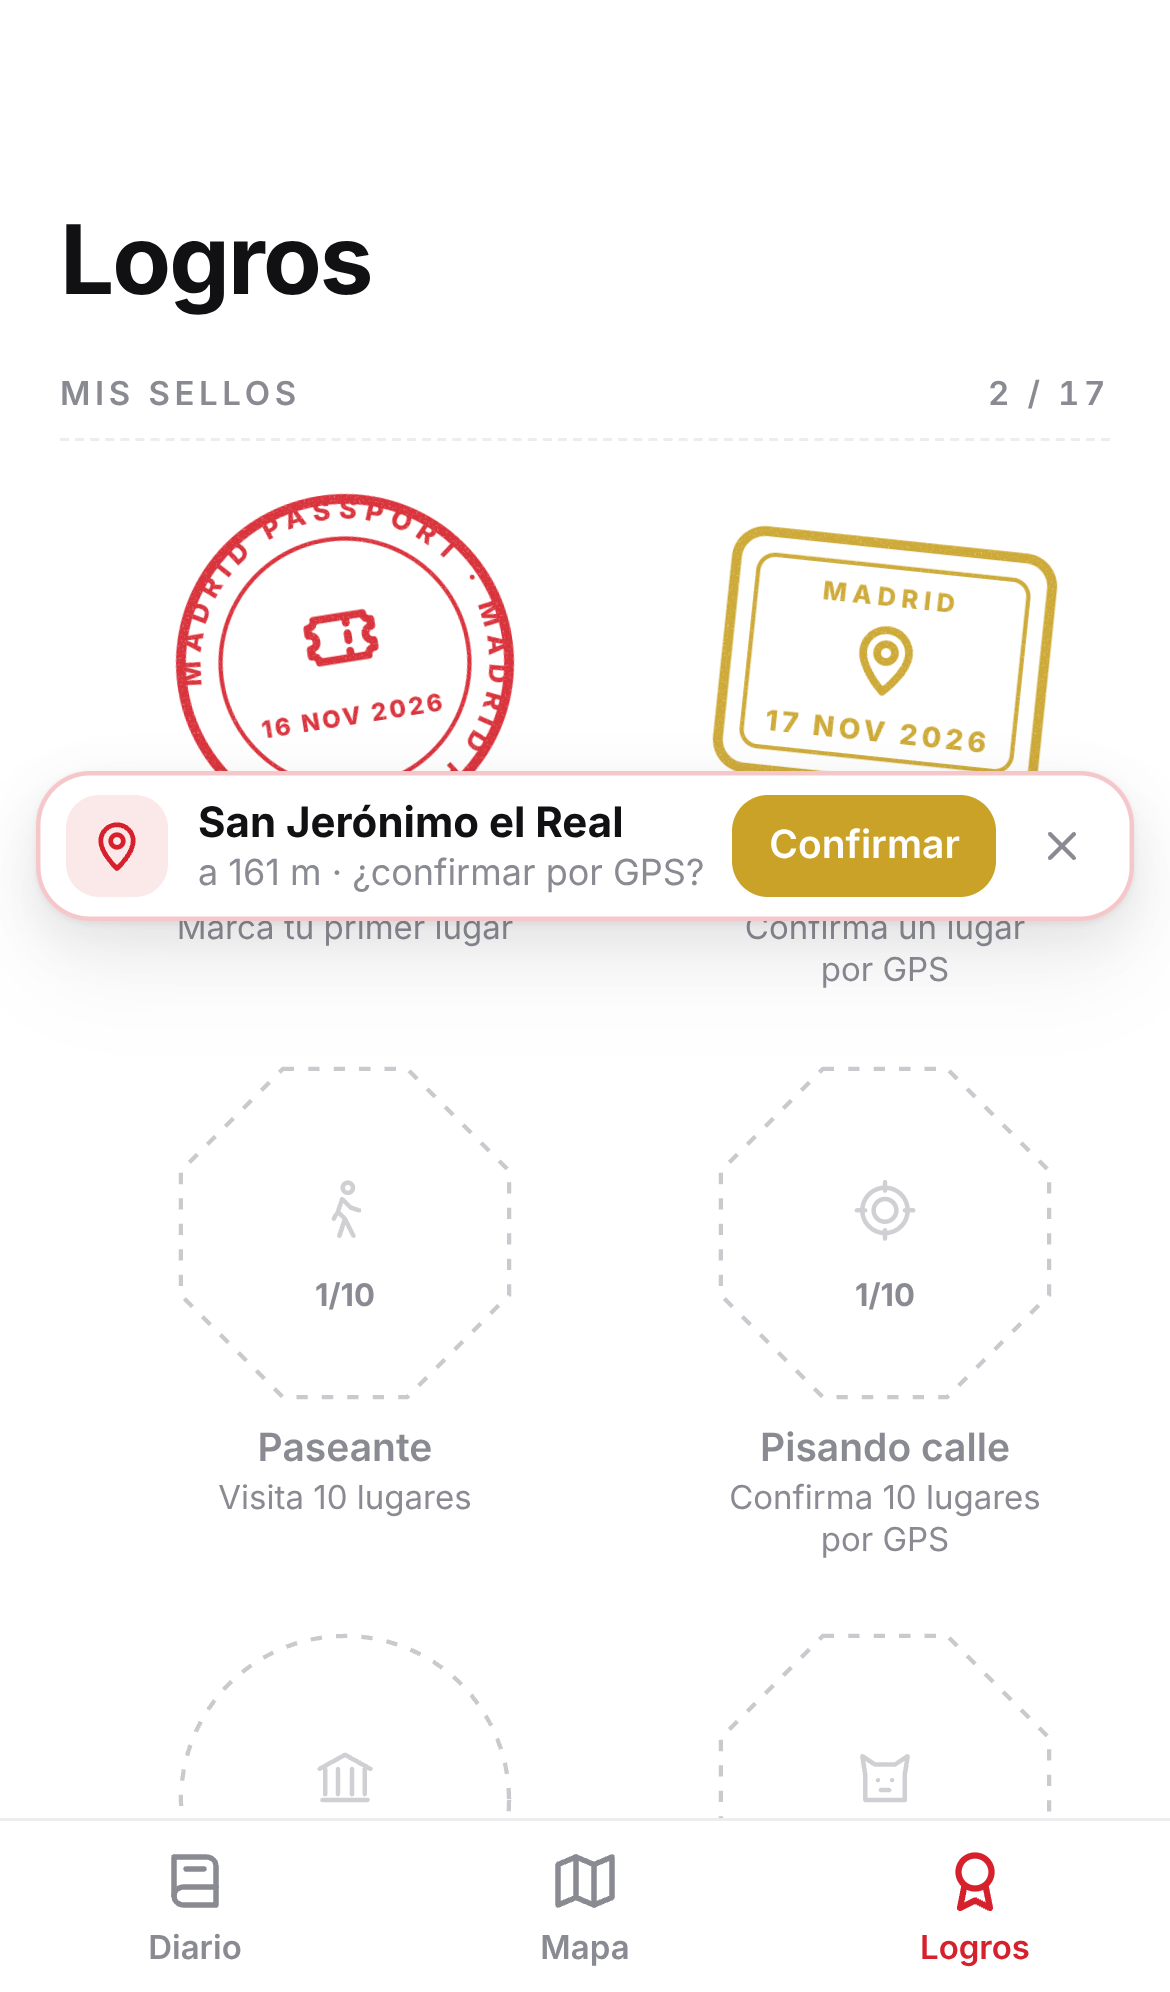 Logros
MIS SELLOS
2 / 17
MADRID PASSPORT · MADRID
16 NOV 2026
MADRID
17 NOV 2026
San Jerónimo el Real
a 161 m · ¿confirmar por GPS?
Confirmar
Marca tu primer lugar
Confirma un lugar
por GPS
1/10
1/10
Paseante
Visita 10 lugares
Pisando calle
Confirma 10 lugares
por GPS
Diario
Mapa
Logros